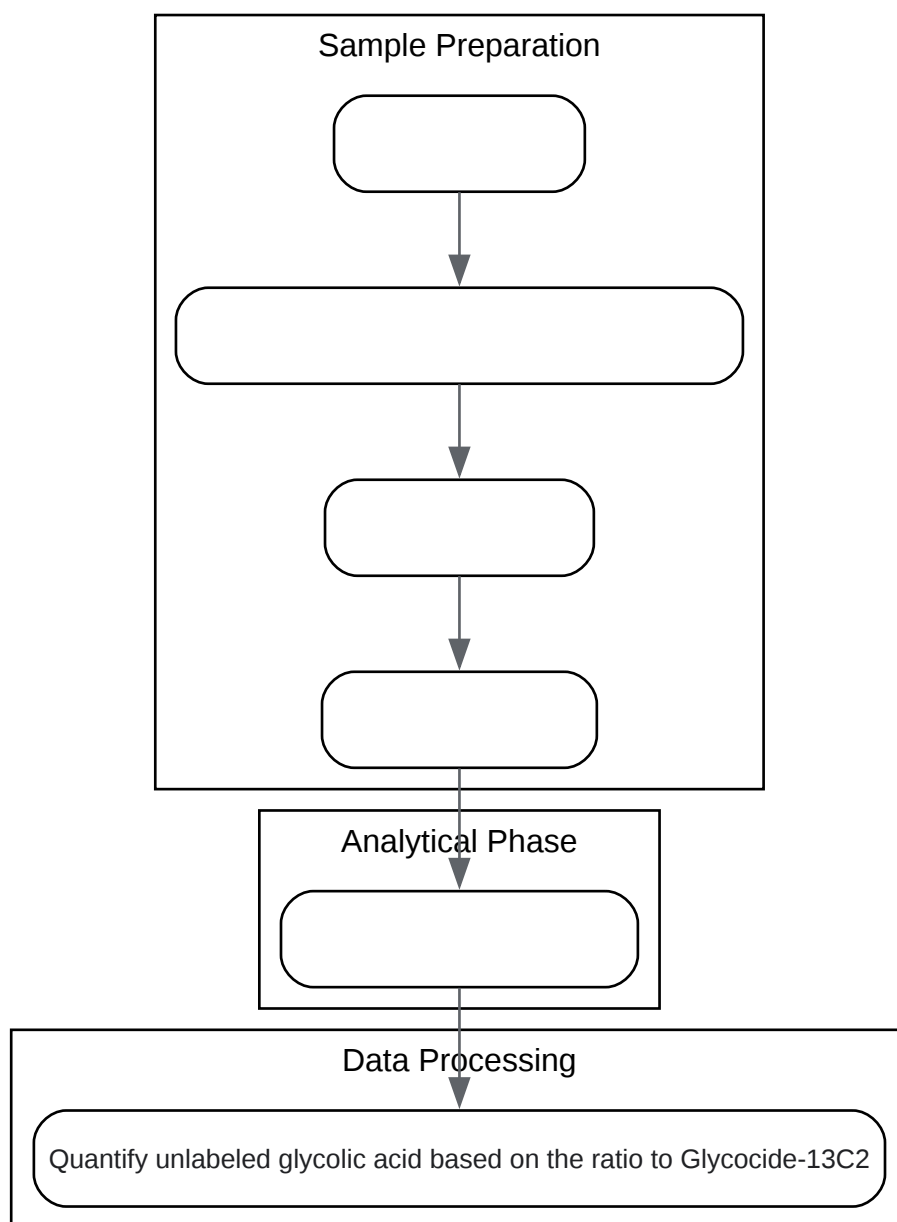 Sample Preparation
Analytical Phase
Data Processing
Quantify unlabeled glycolic acid based on the ratio to Glycocide-13C2